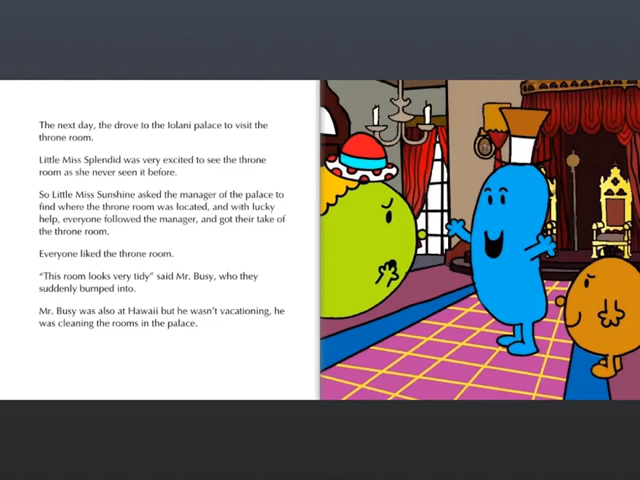 The next day, the drove to the Iolani palace to visit the
throne room.
Little Miss Splendid was very excited to see the throne
room as she never seen it before.
So Little Miss Sunshine asked the manager of the palace to
find where the throne room was located, and with lucky
help, everyone followed the manager, and got their take of
the throne room.
Everyone liked the throne room.
“This room looks very tidy” said Mr. Busy, who they
suddenly bumped into.
Mr. Busy was also at Hawaii but he wasn’t vacationing, he
was cleaning the rooms in the palace.